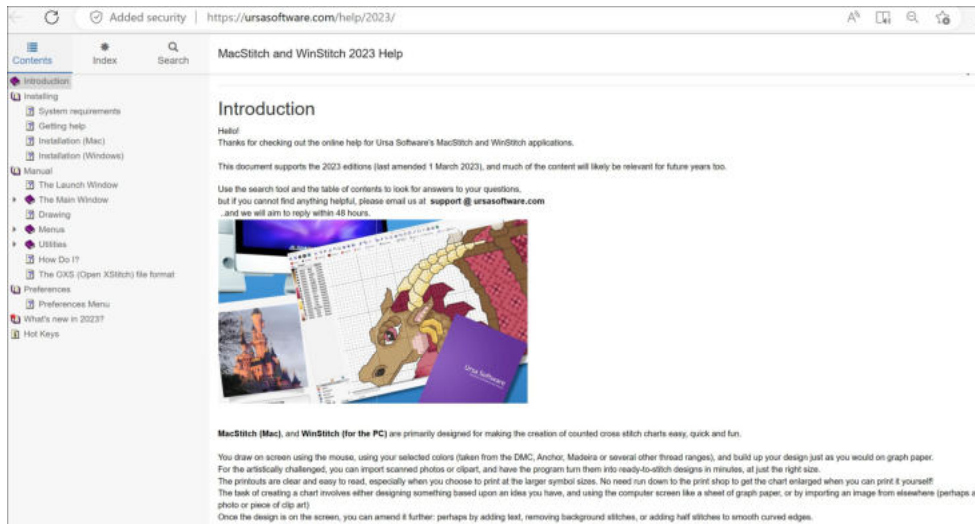 Added security
https://ursasoftware.com/help/2023/
Contents
Index
Search
MacStitch and WinStitch 2023 Help
Introduction
Installing
System requirements
Getting help
Installation (Mac)
Installation (Windows)
Manual
The Launch Window
The Main Window
Drawing
Menus
Utilities
How Do I?
The OXS (Open XStitch) file format
Preferences
Preferences Menu
What's new in 2023?
Hot Keys
Introduction
Hello!
Thanks for checking out the online help for Ursa Software's MacStitch and WinStitch applications.
This document supports the 2023 editions (last amended 1 March 2023), and much of the content will likely be relevant for future years too.
Use the search tool and the table of contents to look for answers to your questions,
but if you cannot find anything helpful, please email us at support @ ursasoftware.com
..and we will aim to reply within 48 hours.
Ursa Software
MacStitch (Mac), and WinStitch (for the PC) are primarily designed for making the creation of counted cross stitch charts easy, quick and fun.
You draw on screen using the mouse, using your selected colors (taken from the DMC, Anchor, Madeira or several other thread ranges), and build up your design just as you would on graph paper.
For the artistically challenged, you can import scanned photos or clipart, and have the program turn them into ready-to-stitch designs in minutes, at just the right size.
The printouts are clear and easy to read, especially when you choose to print at the larger symbol sizes. No need run down to the print shop to get the chart enlarged when you can print it yourself!
The task of creating a chart involves either designing something based upon an idea you have, and using the computer screen like a sheet of graph paper, or by importing an image from elsewhere (perhaps a
photo or piece of clip art)
Once the design is on the screen, you can amend it further: perhaps by adding text, removing background stitches, or adding half stitches to smooth curved edges.